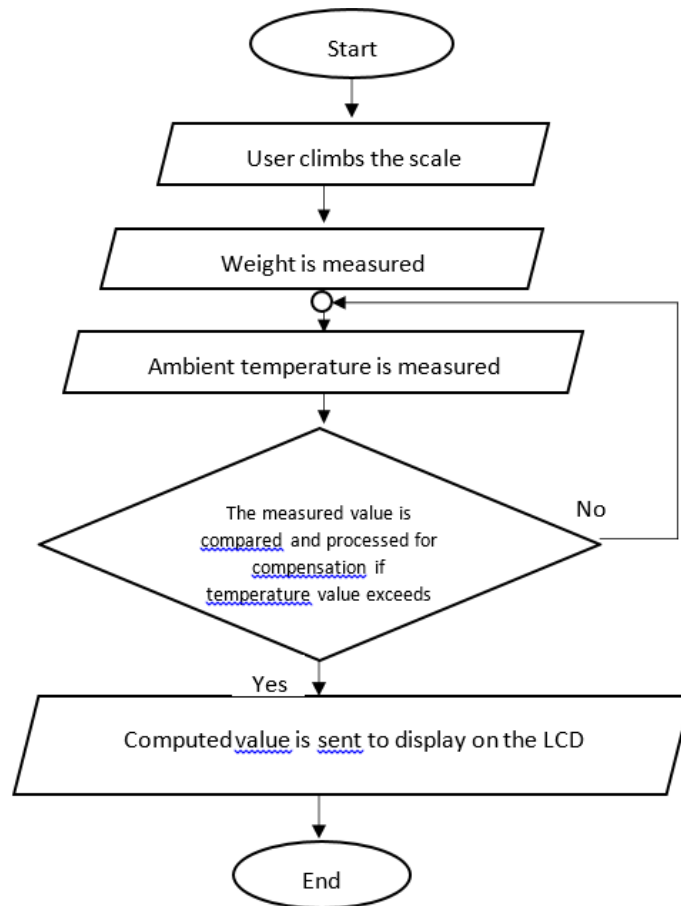 Start
User climbs the scale
Weight is measured
Ambient temperature is measured
The measured value is
compared and processed for
compensation if
temperature value exceeds
No
Yes
Computed value is sent to display on the LCD
End